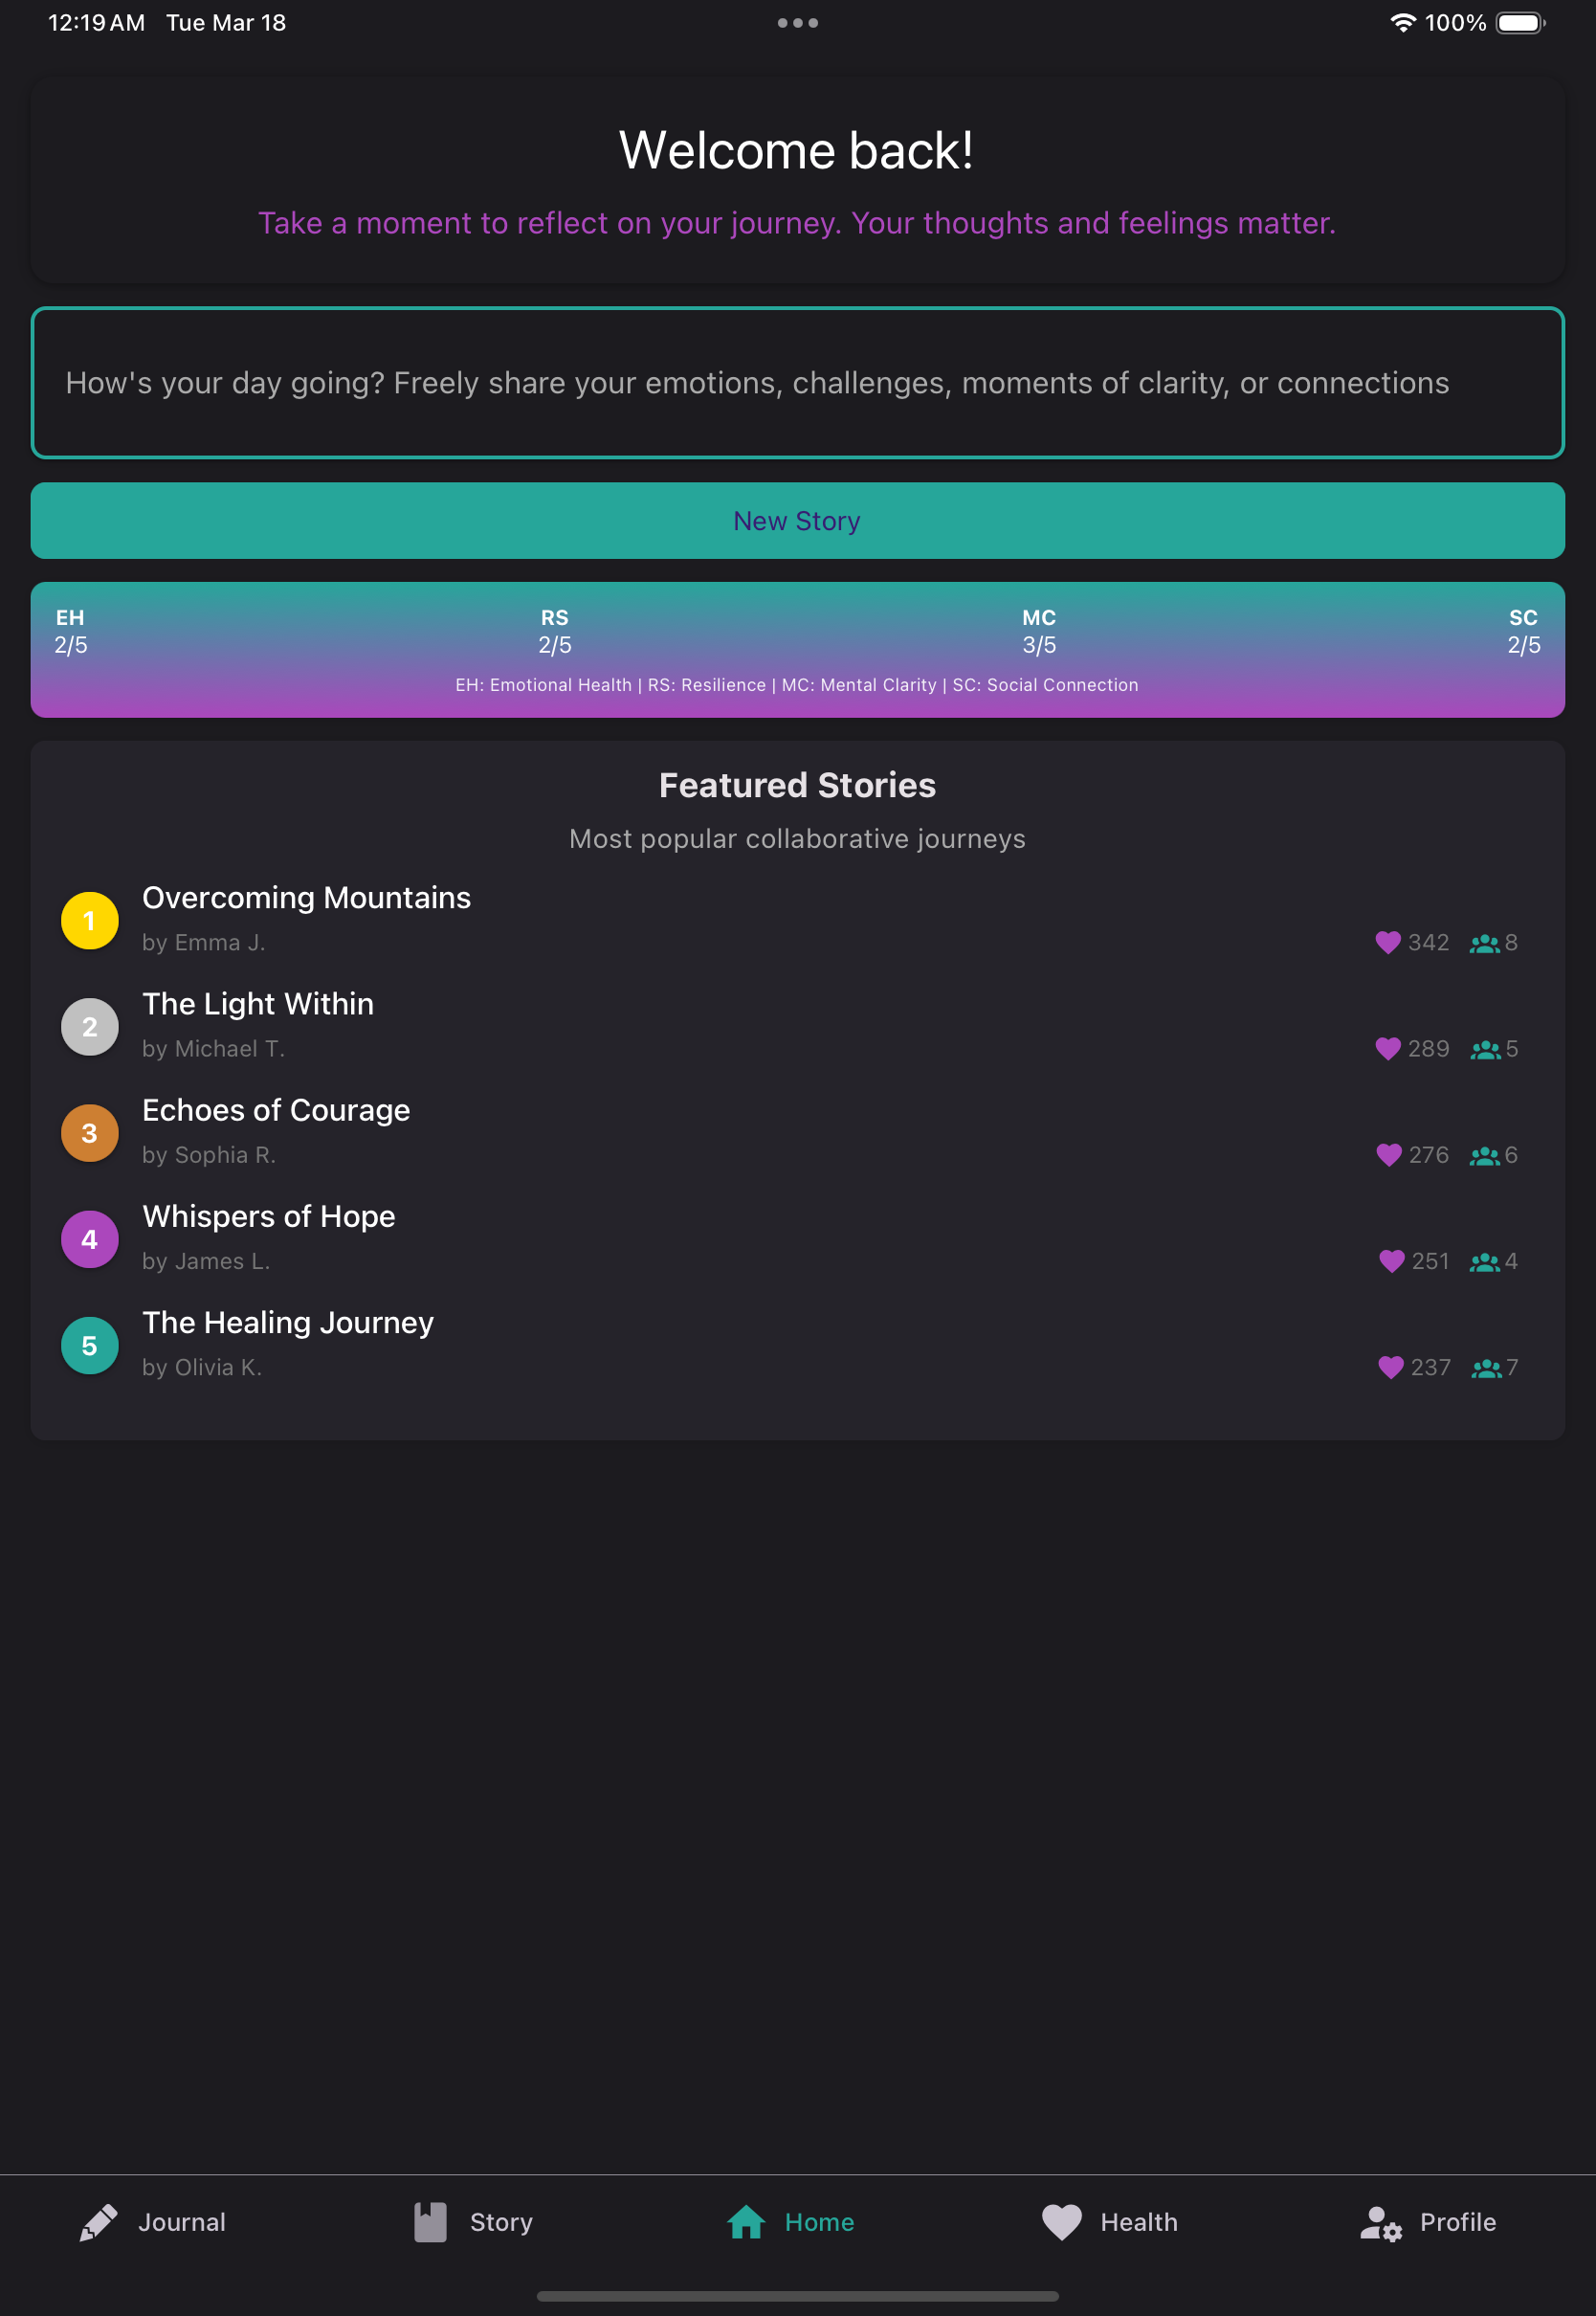 12:19 AM Tue Mar 18
100%
Welcome back!
Take a moment to reflect on your journey. Your thoughts and feelings matter.
How's your day going? Freely share your emotions, challenges, moments of clarity, or connections
New Story
EH RS MC SC
2/5 2/5 3/5 2/5
EH: Emotional Health | RS: Resilience | MC: Mental Clarity | SC: Social Connection
Featured Stories
Most popular collaborative journeys
1 Overcoming Mountains
by Emma J. 342 8
2 The Light Within
by Michael T. 289 5
3 Echoes of Courage
by Sophia R. 276 6
4 Whispers of Hope
by James L. 251 4
5 The Healing Journey
by Olivia K. 237 7
Journal Story Home Health Profile